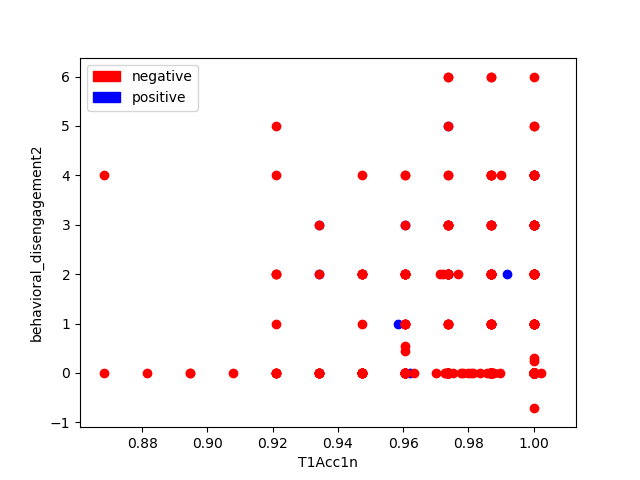 negative
positive
6
5
4
3
2
1
0
−1
behavioral_disengagement2
0.88 0.90 0.92 0.94 0.96 0.98 1.00
T1Acc1n